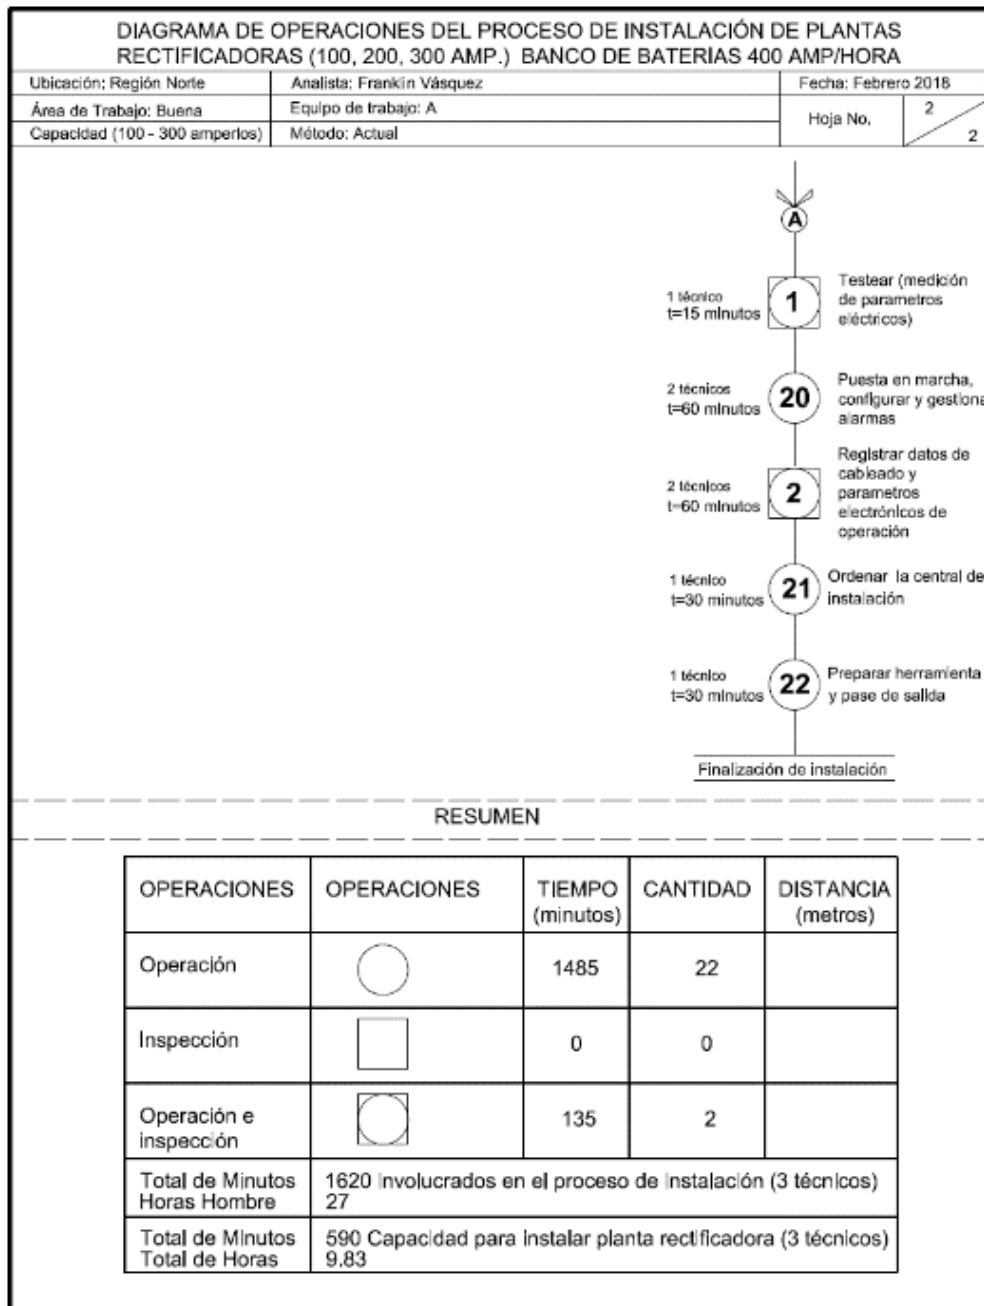 DIAGRAMA DE OPERACIONES DEL PROCESO DE INSTALACIÓN DE PLANTAS
RECTIFICADORAS (100, 200, 300 AMP.) BANCO DE BATERÍAS 400 AMP/HORA
Ubicación: Región Norte
Analista: Franklin Vásquez
Fecha: Febrero 2018
Área de Trabajo: Buena
Equipo de trabajo: A
Hoja No.
2
2
Capacidad (100 - 300 amperios)
Método: Actual
A
1 técnico
t=15 minutos
1
Testear (medición
de parametros
eléctricos)
2 técnicos
t=60 minutos
20
Puesta en marcha,
configurar y gestiona
alarmas
2 técnicos
t=60 minutos
2
Registrar datos de
cableado y
parametros
electrónicos de
operación
1 técnico
t=30 minutos
21
Ordenar la central de
instalación
1 técnico
t=30 minutos
22
Preparar herramienta
y pase de salida
Finalización de instalación
RESUMEN
OPERACIONES
OPERACIONES
TIEMPO
(minutos)
CANTIDAD
DISTANCIA
(metros)
Operación
1485
22
Inspección
0
0
Operación e
inspección
135
2
Total de Minutos
Horas Hombre
1620 Involucrados en el proceso de instalación (3 técnicos)
27
Total de Minutos
Total de Horas
590 Capacidad para instalar planta rectificadora (3 técnicos)
9.83